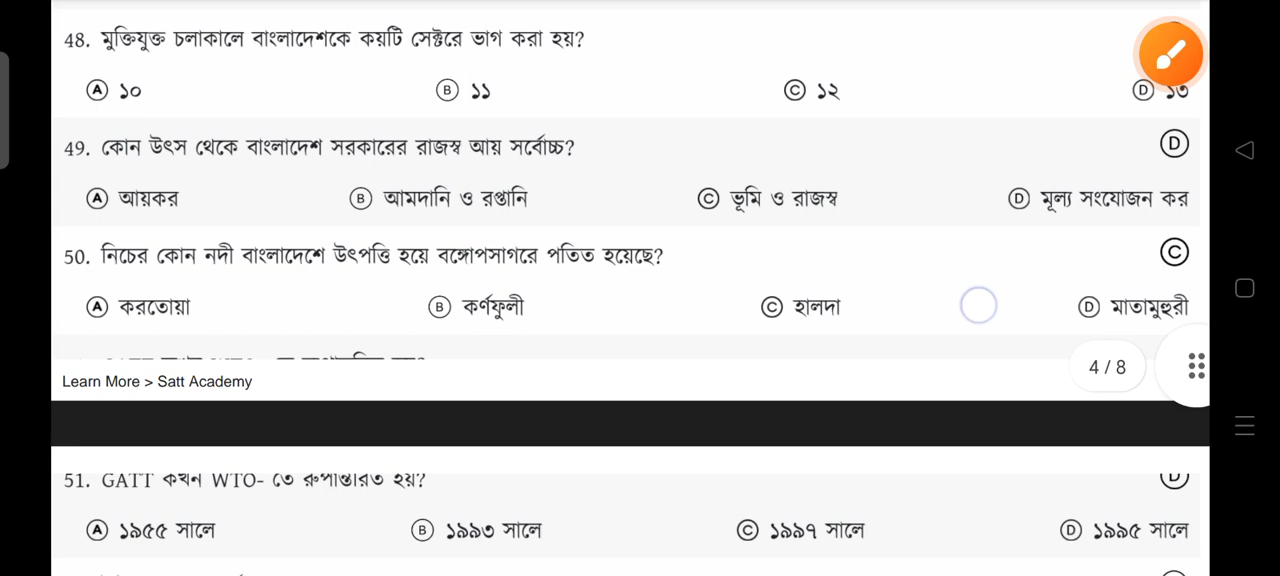 48. মুক্তিযুক্ত চলাকালে বাংলাদেশকে কয়টি সেক্টরে ভাগ করা হয়?
A ১০ B ১১ C ১২ D ১৩
49. কোন উৎস থেকে বাংলাদেশ সরকারের রাজস্ব আয় সর্বোচ্চ? D
A আয়কর B আমদানি ও রপ্তানি C ভূমি ও রাজস্ব D মূল্য সংযোজন কর
50. নিচের কোন নদী বাংলাদেশে উৎপত্তি হয়ে বঙ্গোপসাগরে পতিত হয়েছে? C
A করতোয়া B কর্ণফুলী C হালদা D মাতামুহুরী
Learn More > Satt Academy
4 / 8
51. GATT কখন WTO- তে রুপান্তারত হয়? D
A ১৯৫৫ সালে B ১৯৯৩ সালে C ১৯৯৭ সালে D ১৯৯৫ সালে